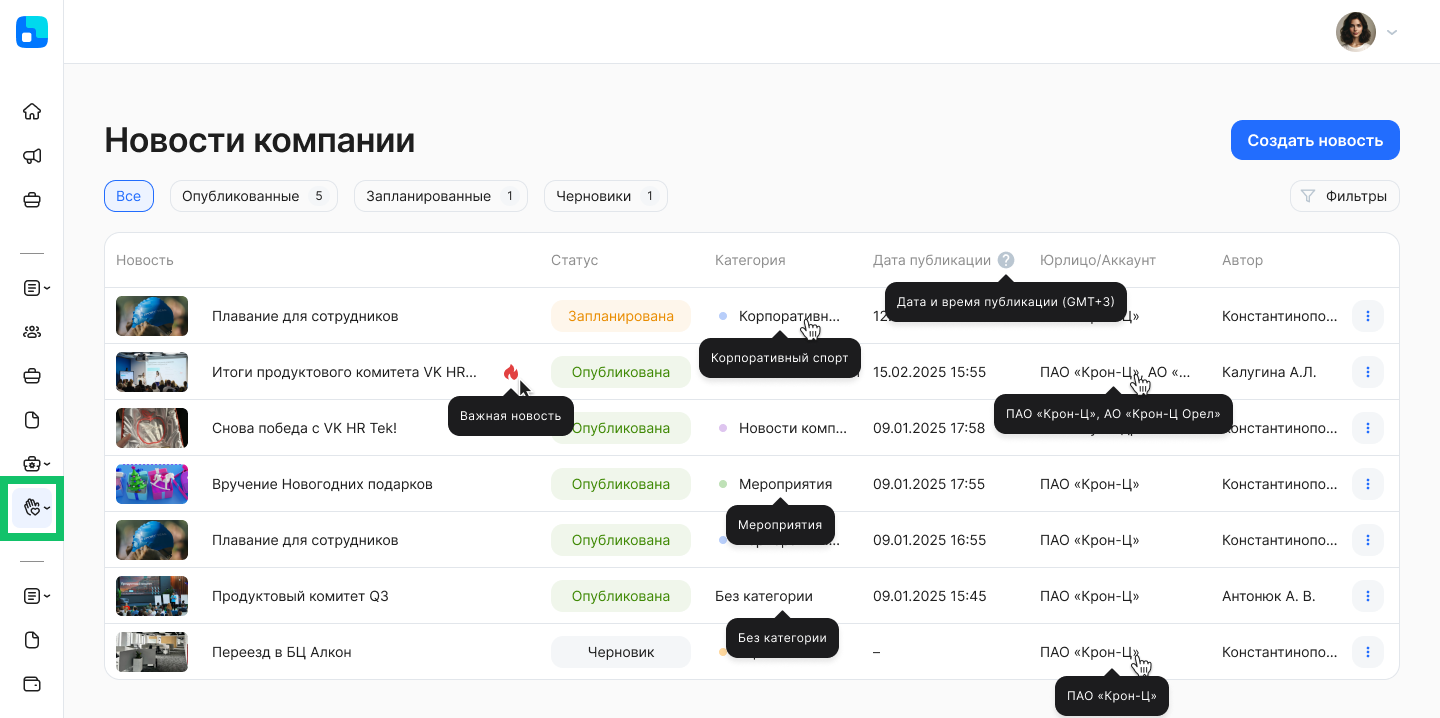 Новости компании
Создать новость
Все
Опубликованные 5
Запланированные 1
Черновики 1
Фильтры
Новость Статус Категория Дата публикации ? Юрлицо/Аккаунт Автор
Дата и время публикации (GMT+3)
Плавание для сотрудников Запланирована Корпоративн... 12. Ц» Константинопо...
Корпоративный спорт
Итоги продуктового комитета VK HR... Опубликована 15.02.2025 15:55 ПАО «Крон-Ц», АО «... Калугина А.Л.
Важная новость
ПАО «Крон-Ц», АО «Крон-Ц Орел»
Снова победа с VK HR Tek! Опубликована Новости комп... 09.01.2025 17:58 Константинопо...
Вручение Новогодних подарков Опубликована Мероприятия 09.01.2025 17:55 ПАО «Крон-Ц» Константинопо...
Мероприятия
Плавание для сотрудников Опубликована 09.01.2025 16:55 ПАО «Крон-Ц» Константинопо...
Продуктовый комитет Q3 Опубликована Без категории 09.01.2025 15:45 ПАО «Крон-Ц» Антонюк А. В.
Без категории
Переезд в БЦ Алкон Черновик – ПАО «Крон-Ц» Константинопо...
ПАО «Крон-Ц»